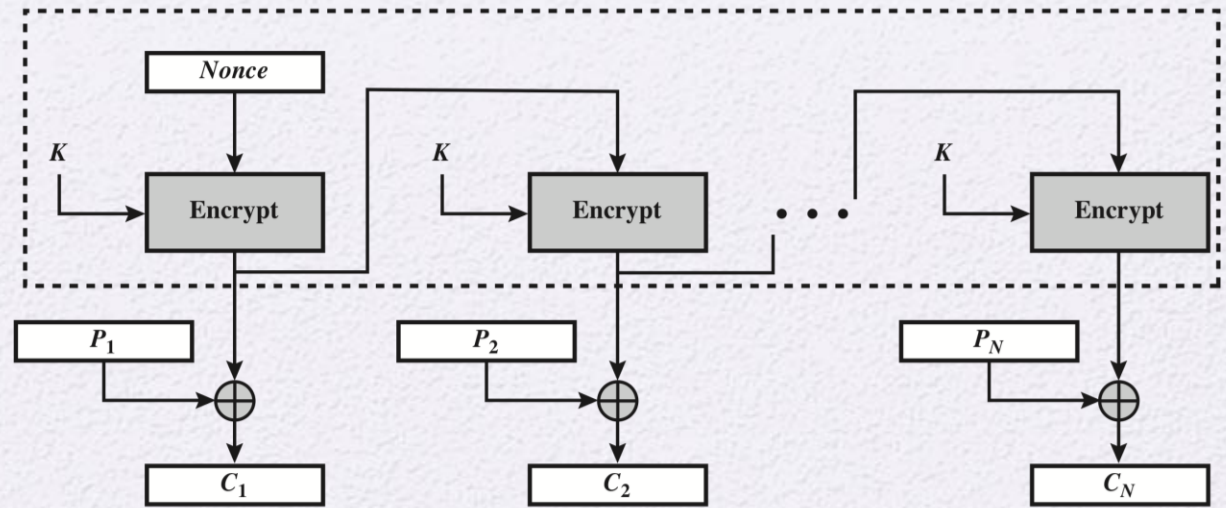 Nonce
K
K
K
Encrypt
Encrypt
• • •
Encrypt
P1
P2
PN
C1
C2
CN